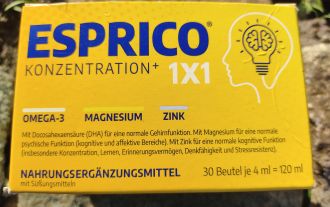 ESPRICO®
KONZENTRATION+ 1X1
OMEGA-3 MAGNESIUM ZINK
Mit Docosahexaensäure (DHA) für eine normale Gehirnfunktion. Mit Magnesium für eine normale
psychische Funktion (kognitive und affektive Bereiche). Mit Zink für eine normale kognitive Funktion
(insbesondere Konzentration, Lernen, Erinnerungsvermögen, Denkfähigkeit und Stressresistenz).
NAHRUNGSERGÄNZUNGSMITTEL 30 Beutel je 4 ml = 120 ml
mit Süßungsmitteln